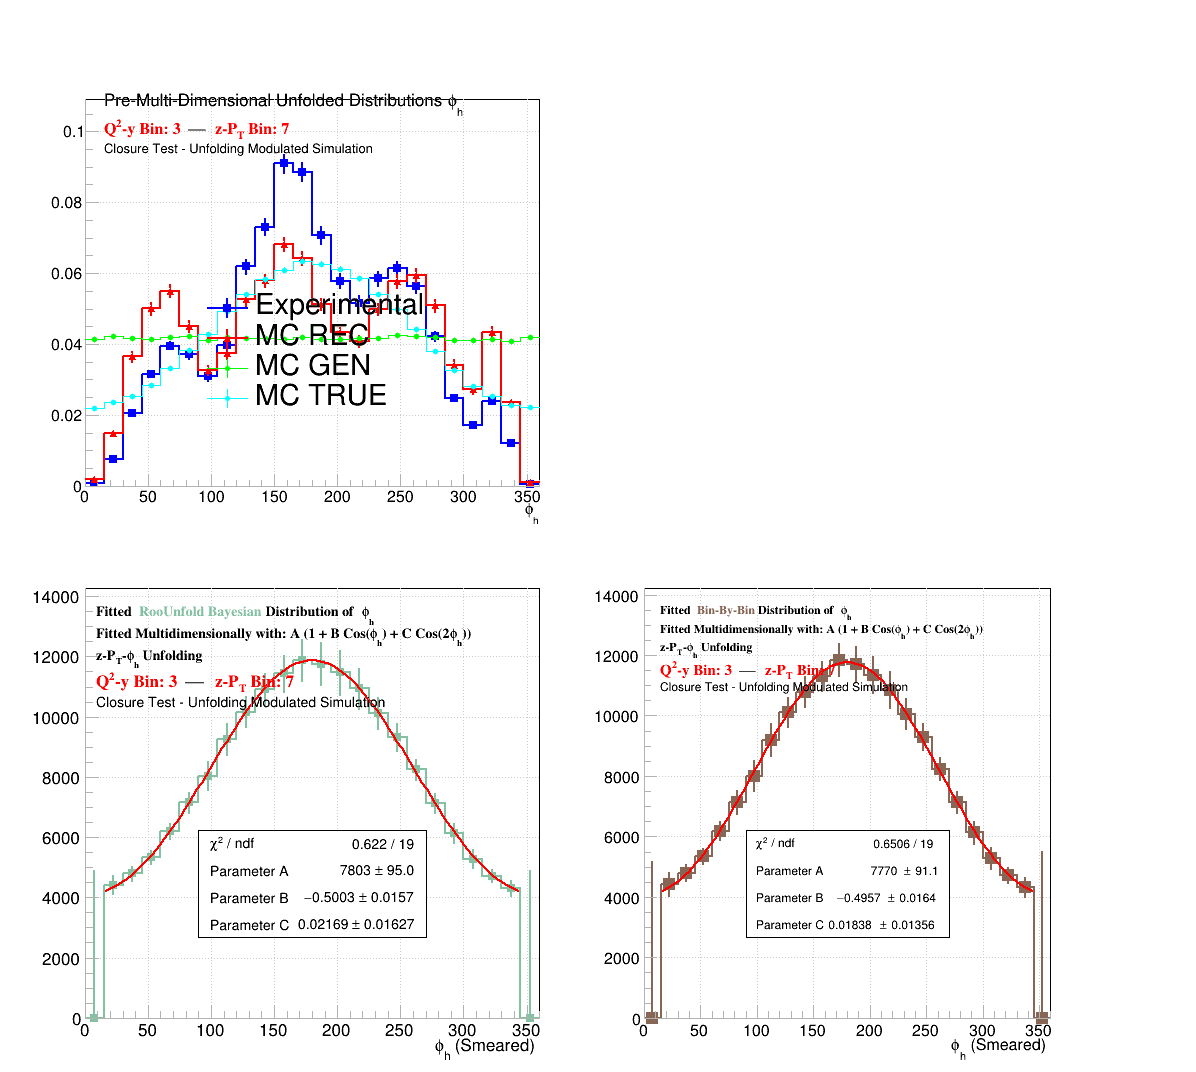 Pre-Multi-Dimensional Unfolded Distributions ϕh
Q2-y Bin: 3 — z-PT Bin: 7
Closure Test - Unfolding Modulated Simulation
0.1
0.08
0.06
0.04
0.02
0
Experimental
MC REC
MC GEN
MC TRUE
0 50 100 150 200 250 300 350
ϕh
14000
12000
10000
8000
6000
4000
2000
0
Fitted RooUnfold Bayesian Distribution of ϕh
Fitted Multidimensionally with: A (1 + B Cos(ϕh) + C Cos(2ϕh))
z-PT-ϕh Unfolding
Q2-y Bin: 3 — z-PT Bin: 7
Closure Test - Unfolding Modulated Simulation
χ2 / ndf 0.622 / 19
Parameter A 7803 ± 95.0
Parameter B −0.5003 ± 0.0157
Parameter C 0.02169 ± 0.01627
0 50 100 150 200 250 300 350
ϕh (Smeared)
14000
12000
10000
8000
6000
4000
2000
0
Fitted Bin-By-Bin Distribution of ϕh
Fitted Multidimensionally with: A (1 + B Cos(ϕh) + C Cos(2ϕh))
z-PT-ϕh Unfolding
Q2-y Bin: 3 — z-PT Bin: 7
Closure Test - Unfolding Modulated Simulation
χ2 / ndf 0.6506 / 19
Parameter A 7770 ± 91.1
Parameter B −0.4957 ± 0.0164
Parameter C 0.01838 ± 0.01356
0 50 100 150 200 250 300 350
ϕh (Smeared)